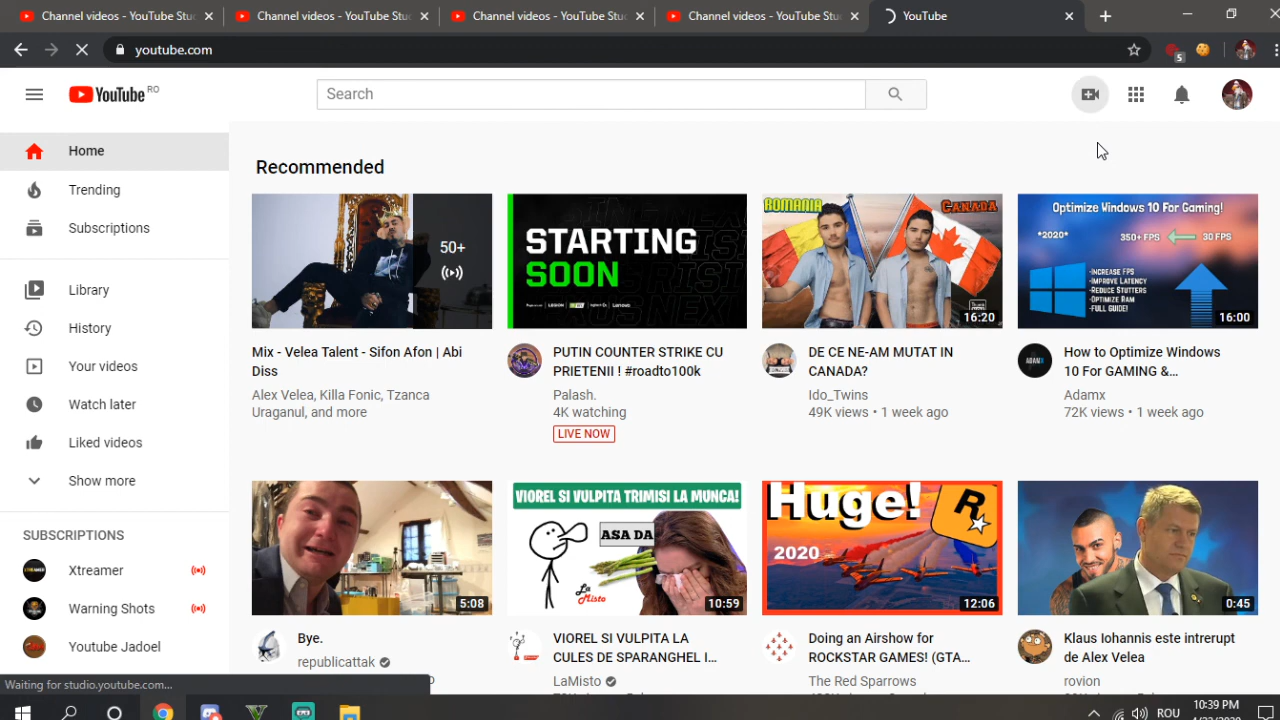 Channel videos - YouTube Stu
Channel videos - YouTube Stu
Channel videos - YouTube Stu
Channel videos - YouTube Stu
YouTube
youtube.com
5
YouTube RO
Search
Home
Trending
Subscriptions
Library
History
Your videos
Watch later
Liked videos
Show more
SUBSCRIPTIONS
Xtreamer
Warning Shots
Youtube Jadoel
Recommended
50+
Mix - Velea Talent - Sifon Afon | Abi
Diss
Alex Velea, Killa Fonic, Tzanca
Uraganul, and more
STARTING
SOON
PUTIN COUNTER STRIKE CU
PRIETENII ! #roadto100k
Palash.
4K watching
LIVE NOW
ROMANIA
CANADA
16:20
DE CE NE-AM MUTAT IN
CANADA?
Ido_Twins
49K views • 1 week ago
Optimize Windows 10 For Gaming!
*2020*
350+ FPS
30 FPS
-INCREASE FPS
-IMPROVE LATENCY
-REDUCE STUTTERS
-OPTIMIZE RAM
-FULL GUIDE!
16:00
ADAMX
How to Optimize Windows
10 For GAMING &...
Adamx
72K views • 1 week ago
5:08
Bye.
republicattak
VIOREL SI VULPITA TRIMISI LA MUNCA!
ASA DA
La
Misto
10:59
VIOREL SI VULPITA LA
CULES DE SPARANGHEL I...
LaMisto
Huge!
R
2020
12:06
Doing an Airshow for
ROCKSTAR GAMES! (GTA...
The Red Sparrows
0:45
Klaus Iohannis este intrerupt
de Alex Velea
rovion
Waiting for studio.youtube.com...
ROU
10:39 PM